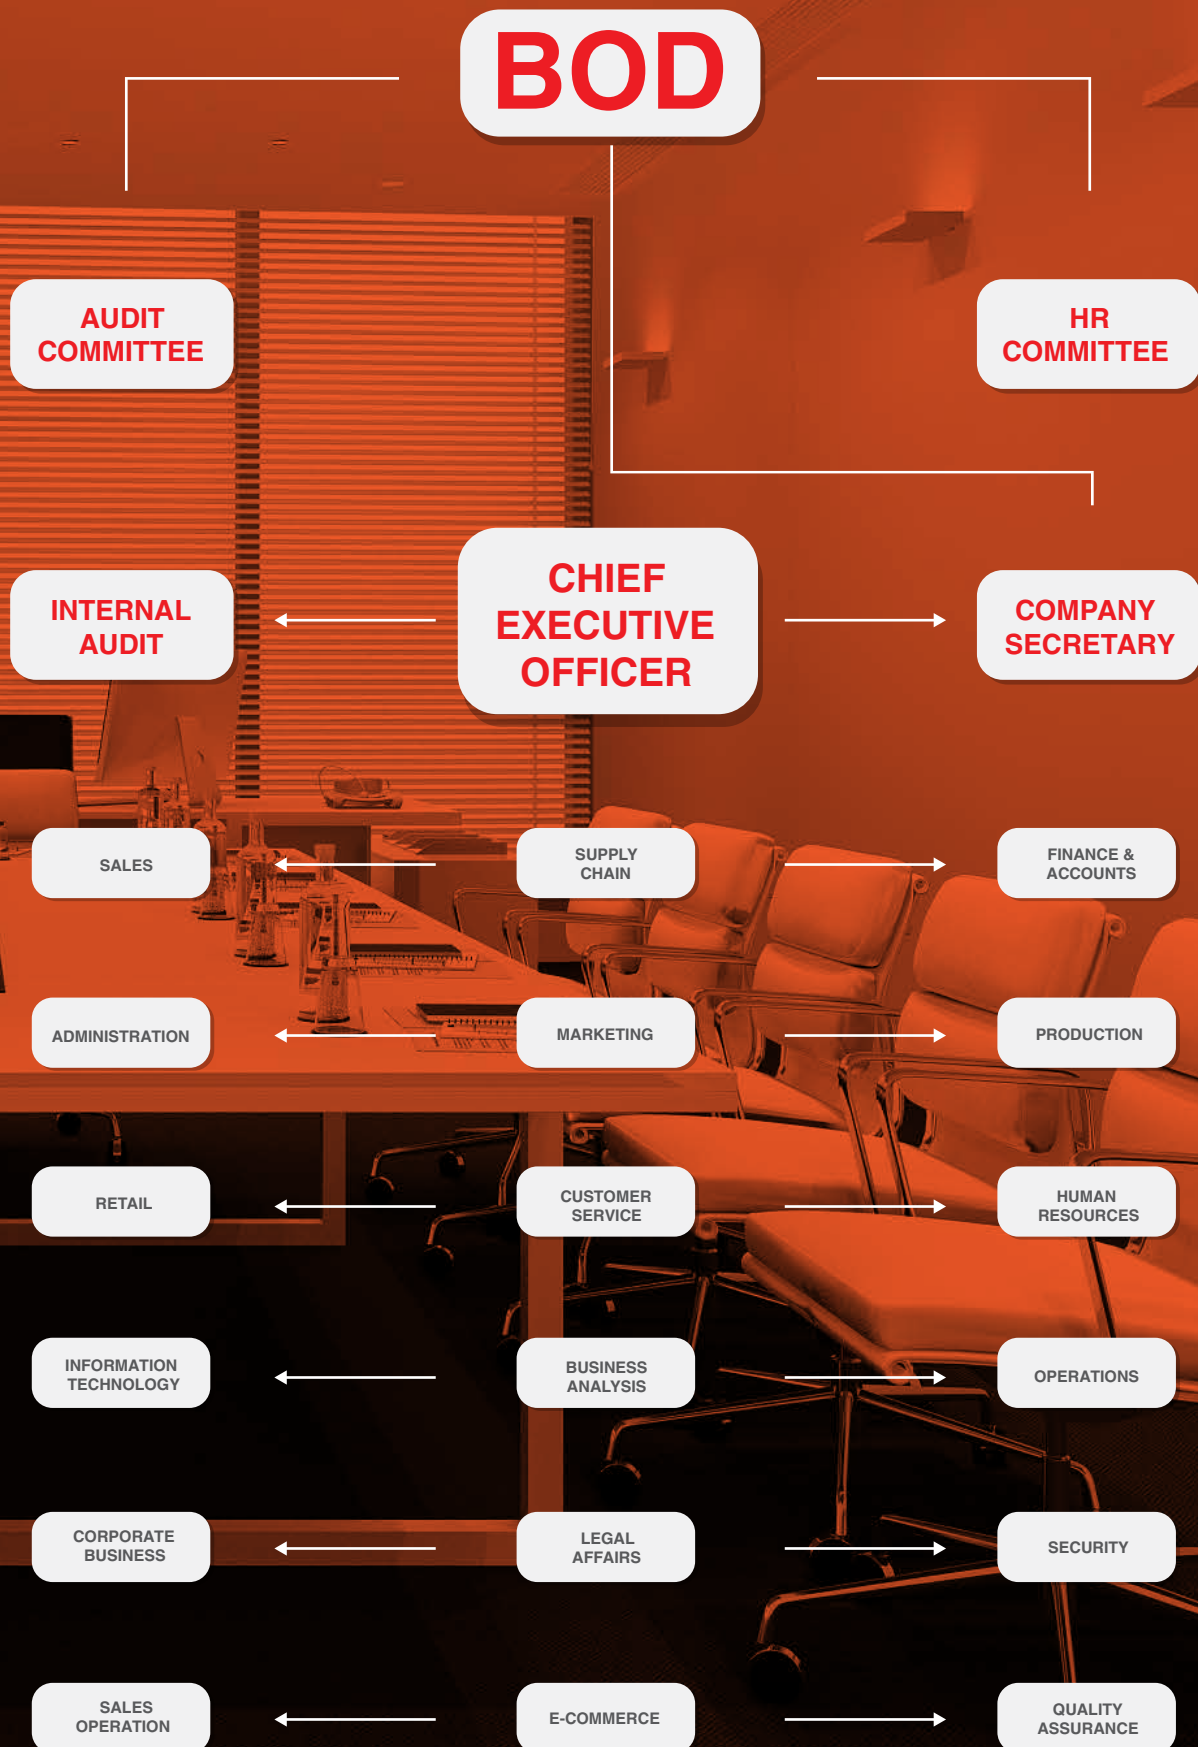 BOD
AUDIT
COMMITTEE
HR
COMMITTEE
INTERNAL
AUDIT
CHIEF
EXECUTIVE
OFFICER
COMPANY
SECRETARY
SALES
SUPPLY
CHAIN
FINANCE &
ACCOUNTS
ADMINISTRATION
MARKETING
PRODUCTION
RETAIL
CUSTOMER
SERVICE
HUMAN
RESOURCES
INFORMATION
TECHNOLOGY
BUSINESS
ANALYSIS
OPERATIONS
CORPORATE
BUSINESS
LEGAL
AFFAIRS
SECURITY
SALES
OPERATION
E-COMMERCE
QUALITY
ASSURANCE